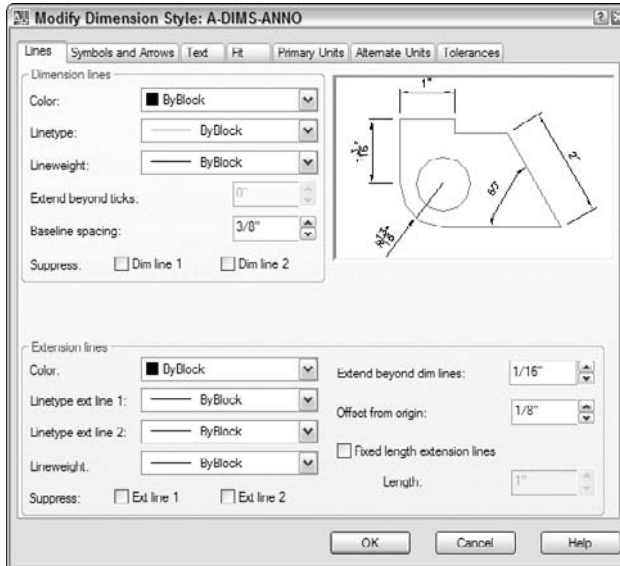 Modify Dimension Style: A-DIMS-ANNO
Lines Symbols and Arrows Text Fit Primary Units Alternate Units Tolerances
Dimension lines
Color: ByBlock
Linetype: ByBlock
Lineweight: ByBlock
Extend beyond ticks: 0"
Baseline spacing: 3/8"
Suppress: Dim line 1 Dim line 2
1"
2"
60°
Extension lines
Color: ByBlock
Linetype ext line 1: ByBlock
Linetype ext line 2: ByBlock
Lineweight: ByBlock
Suppress: Ext line 1 Ext line 2
Extend beyond dim lines: 1/16"
Offset from origin: 1/8"
Fixed length extension lines
Length: 1"
OK Cancel Help